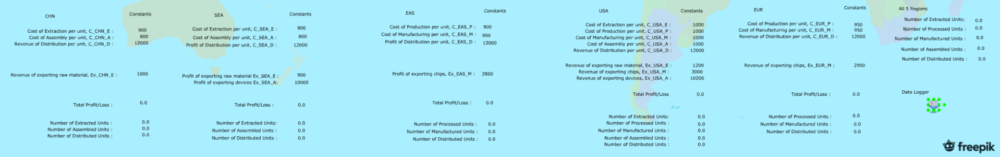 CHN
Constants
Cost of Extraction per unit, C_CHN_E : 900
Cost of Assembly per unit, C_CHN_A : 800
Revenue of Distribution per unit, C_CHN_D : 12000
Revenue of exporting raw material, Ex_CHN_E : 1000
Total Profit/Loss : 0.0
Number of Extracted Units : 0.0
Number of Assembled Units : 0.0
Number of Distributed Units : 0.0
SEA
Constants
Cost of Extraction per unit, C_SEA_E : 800
Cost of Assembly per unit, C_SEA_A : 800
Profit of Distribution per unit, C_SEA_D : 12000
Profit of exporting raw material Ex_SEA_E : 900
Profit of exporting devices Ex_SEA_A: 10000
Total Profit/Loss : 0.0
Number of Extracted Units: 0.0
Number of Assembled Units : 0.0
Number of Distributed Units : 0.0
EAS
Constants
Cost of Production per unit, C_EAS_P : 900
Cost of Manufacturing per unit, C_EAS_M : 900
Profit of Distribution per unit, C_EAS_D : 12000
Profit of exporting chips, Ex_EAS_M : 2800
Total Profit/Loss : 0.0
Number of Processed Units : 0.0
Number of Manufactured Units : 0.0
Number of Distributed Units : 0.0
USA
Constants
Cost of Extraction per unit, C_USA_E : 1000
Cost of Production per unit, C_USA_P : 1000
Cost of Manufacturing per unit, C_USA_M : 1000
Cost of Assembly per unit, C_USA_A : 1000
Revenue of Distribution per unit, C_USA_D : 12000
Revenue of exporting raw material, Ex_USA_E : 1200
Revenue of exporting chips, Ex_USA_M : 3000
Revenue of exporting devices, Ex_USA_A : 10200
Total Profit/Loss 0.0
Number of Extracted Units: 0.0
Number of Processed Units : 0.0
Number of Manufactured Units : 0.0
Number of Assembled Units : 0.0
Number of Distributed Units : 0.0
EUR
Constants
Cost of Production per unit, C_EUR_P : 950
Cost of Manufacturing per unit, C_EUR_M : 950
Revenue of Distribution per unit, C_EUR_D : 12000
Revenue of exporting chips, Ex_EUR_M : 2900
Total Profit/Loss : 0.0
Number of Processed Units : 0.0
Number of Manufactured Units : 0.0
Number of Distributed Units : 0.0
All 5 Regions
Number of Extracted Units: 0.0
Number of Processed Units : 0.0
Number of Manufactured Units : 0.0
Number of Assembled Units : 0.0
Number of Distributed Units : 0.0
Data Logger
freepik